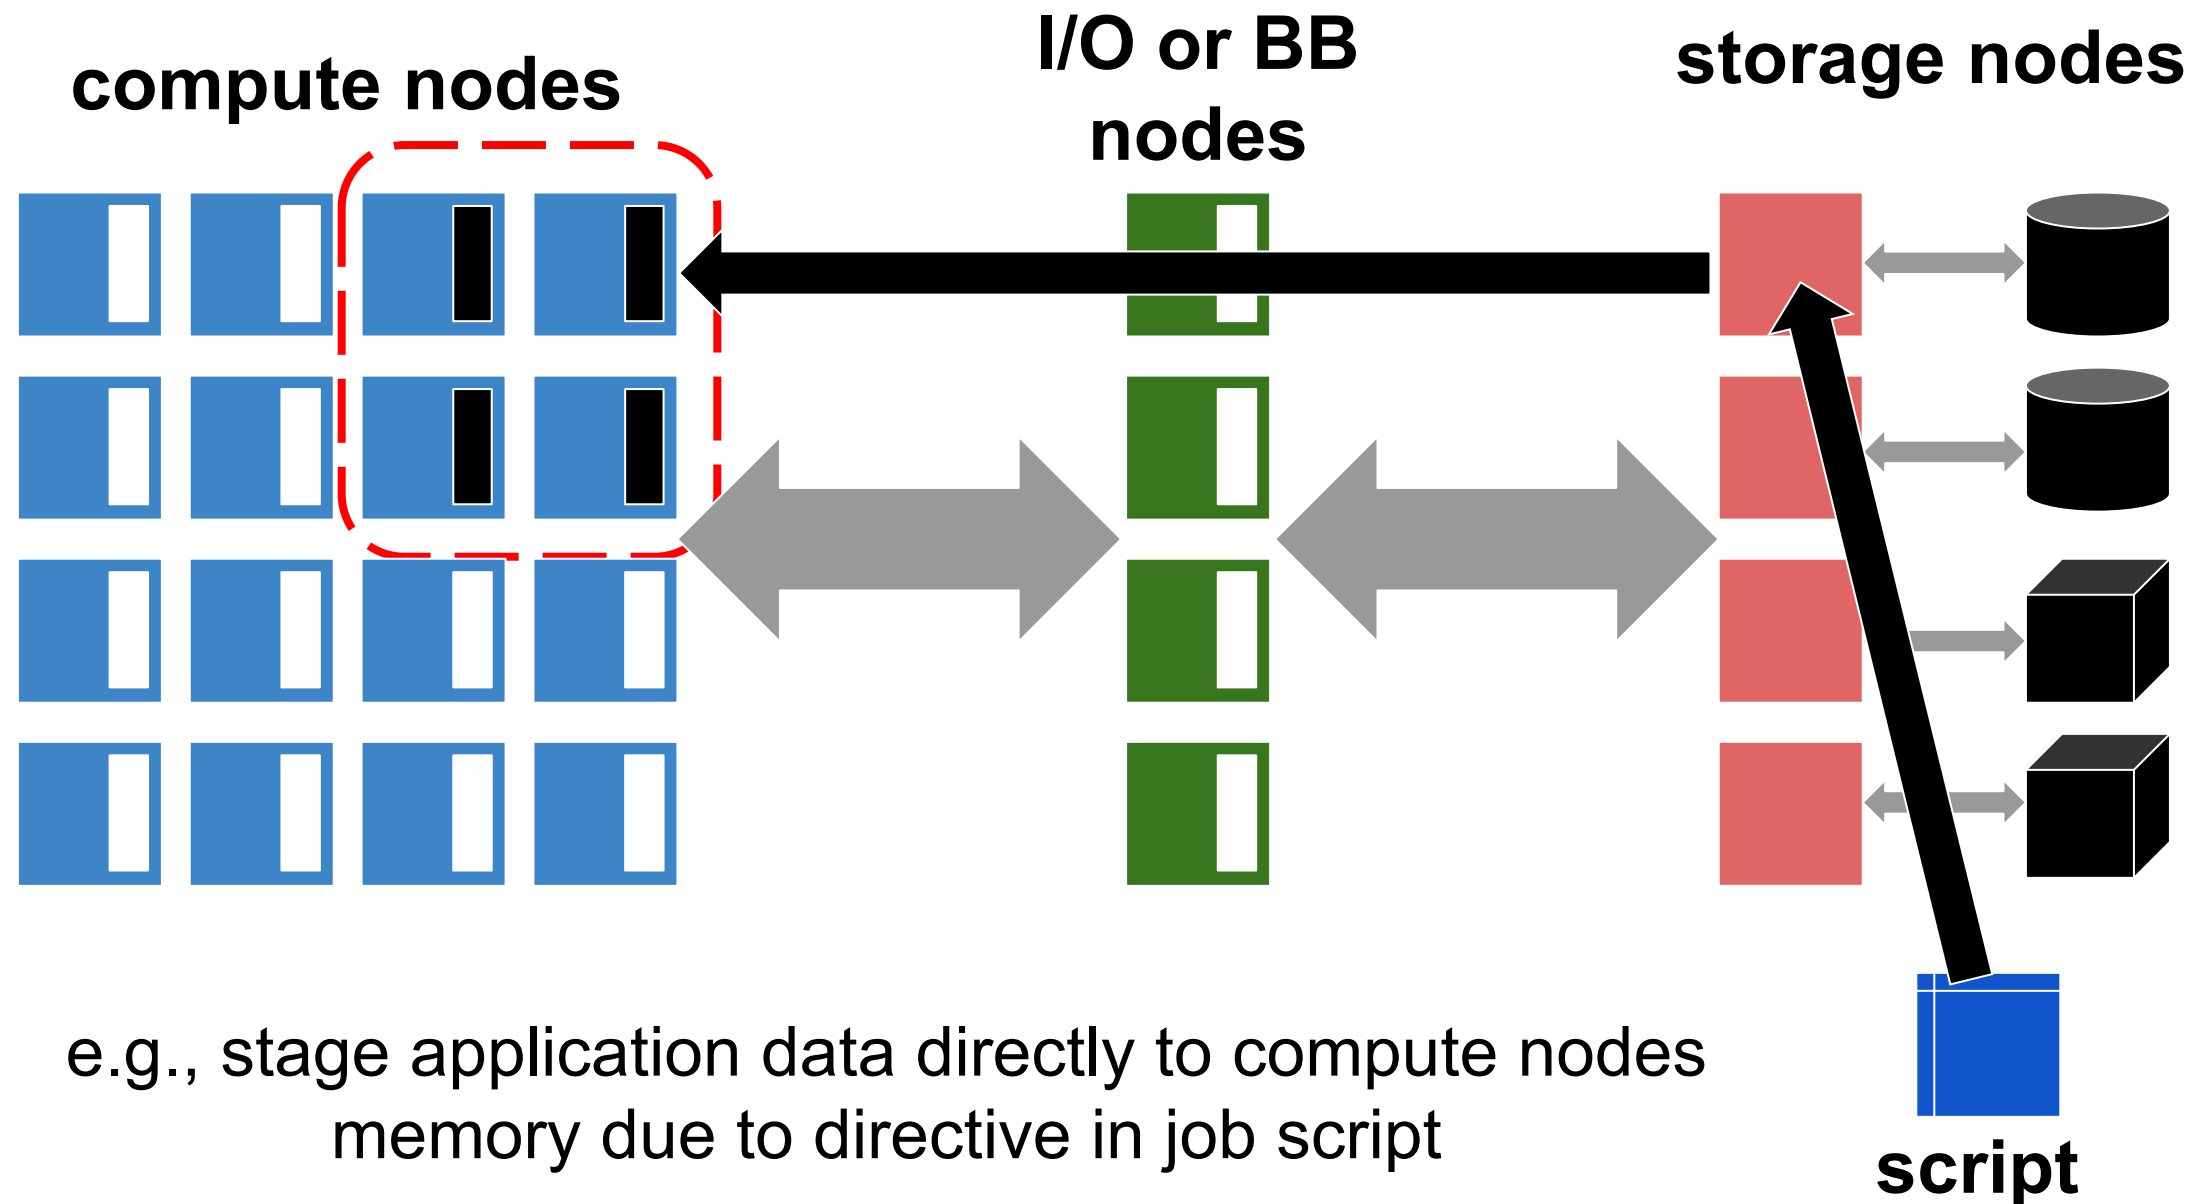 compute nodes
I/O or BB
nodes
storage nodes
e.g., stage application data directly to compute nodes
memory due to directive in job script
script